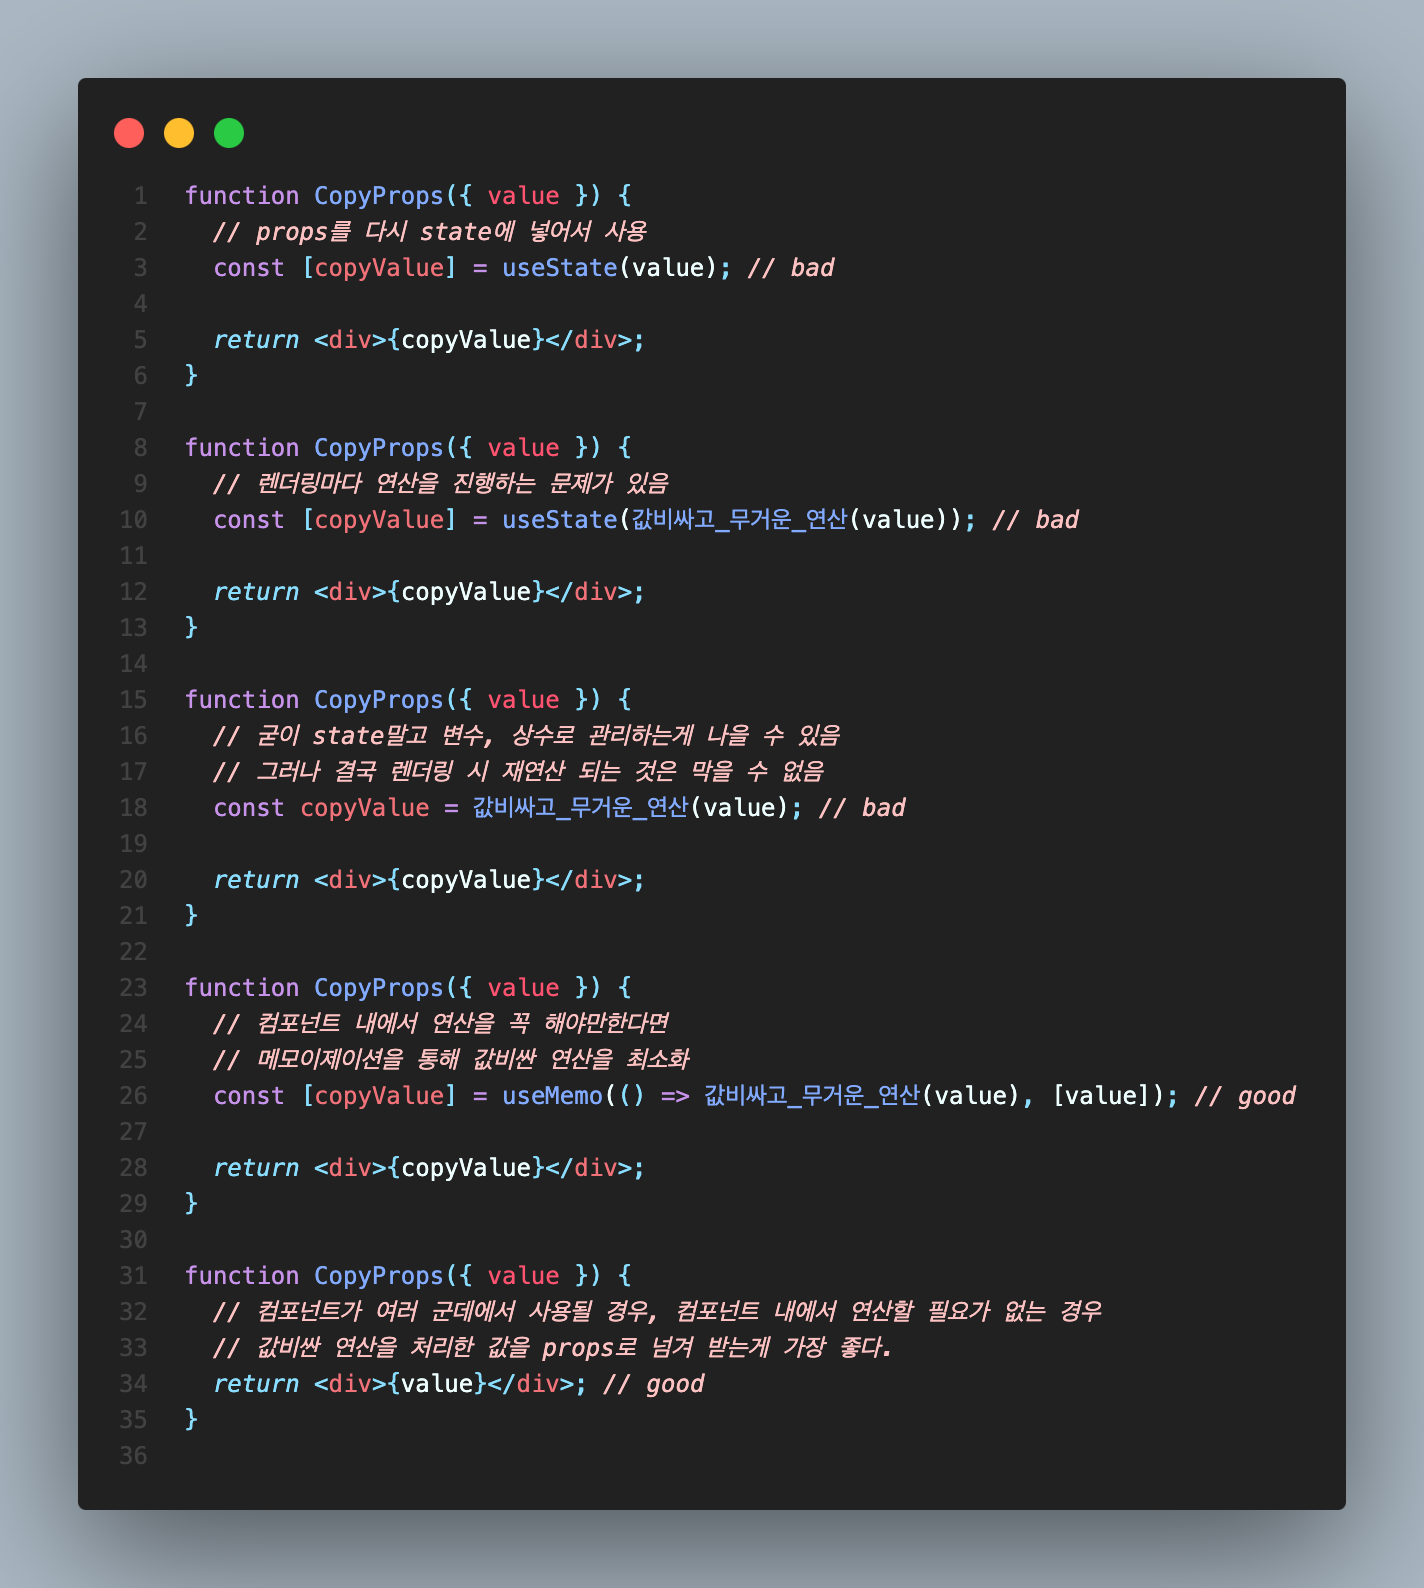 1 function CopyProps({ value }) {
2   // props를 다시 state에 넣어서 사용
3   const [copyValue] = useState(value); // bad
4
5   return <div>{copyValue}</div>;
6 }
7
8 function CopyProps({ value }) {
9   // 렌더링마다 연산을 진행하는 문제가 있음
10   const [copyValue] = useState(값비싸고_무거운_연산(value)); // bad
11
12   return <div>{copyValue}</div>;
13 }
14
15 function CopyProps({ value }) {
16   // 굳이 state말고 변수, 상수로 관리하는게 나을 수 있음
17   // 그러나 결국 렌더링 시 재연산 되는 것은 막을 수 없음
18   const copyValue = 값비싸고_무거운_연산(value); // bad
19
20   return <div>{copyValue}</div>;
21 }
22
23 function CopyProps({ value }) {
24   // 컴포넌트 내에서 연산을 꼭 해야만한다면
25   // 메모이제이션을 통해 값비싼 연산을 최소화
26   const [copyValue] = useMemo(() => 값비싸고_무거운_연산(value), [value]); // good
27
28   return <div>{copyValue}</div>;
29 }
30
31 function CopyProps({ value }) {
32   // 컴포넌트가 여러 군데에서 사용될 경우, 컴포넌트 내에서 연산할 필요가 없는 경우
33   // 값비싼 연산을 처리한 값을 props로 넘겨 받는게 가장 좋다.
34   return <div>{value}</div>; // good
35 }
36